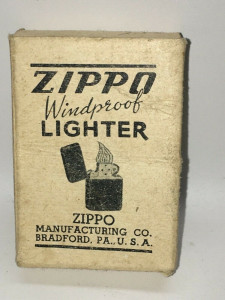 ZIPPO
Windproof
LIGHTER
ZIPPO
MANUFACTURING CO.
BRADFORD, PA., U.S.A.